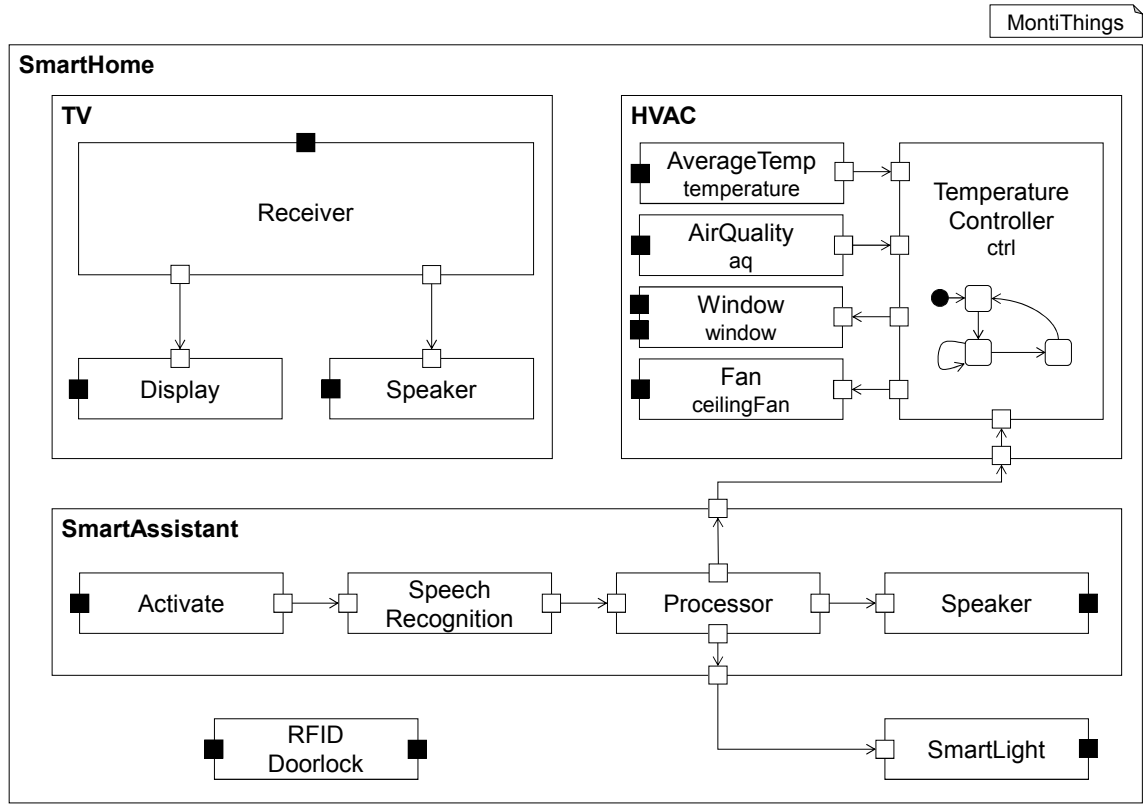 MontiThings
SmartHome
TV
Receiver
Display
Speaker
HVAC
AverageTemp
temperature
AirQuality
aq
Window
window
Fan
ceilingFan
Temperature
Controller
ctrl
SmartAssistant
Activate
Speech
Recognition
Processor
Speaker
RFID
Doorlock
SmartLight